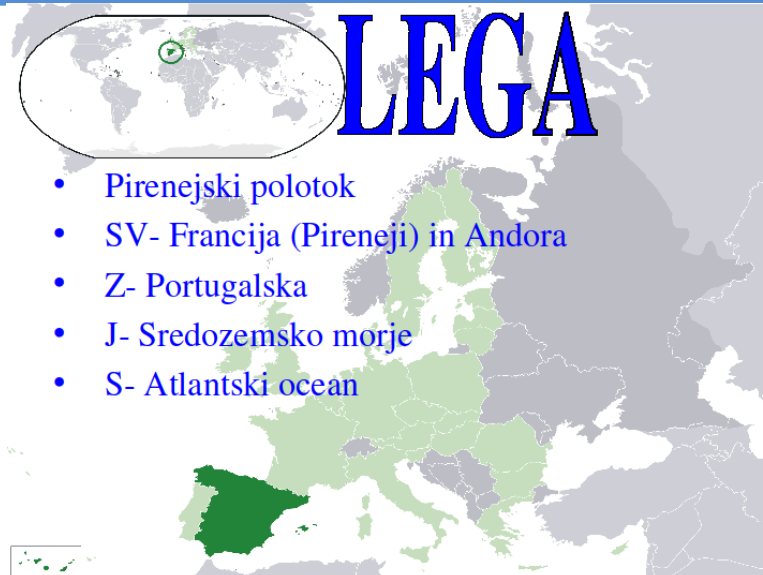 LEGA
• Pirenejski polotok
• SV- Francija (Pireneji) in Andora
• Z- Portugalska
• J- Sredozemsko morje
• S- Atlantski ocean